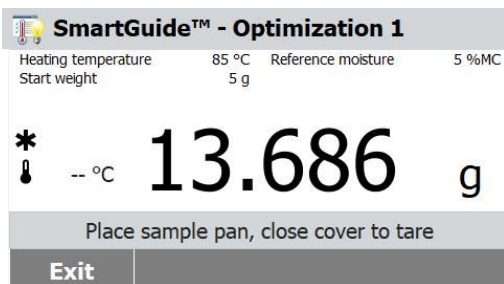 SmartGuide™ - Optimization 1
Heating temperature 85 °C Reference moisture 5 %MC
Start weight 5 g
* -- °C 13.686 g
Place sample pan, close cover to tare
Exit